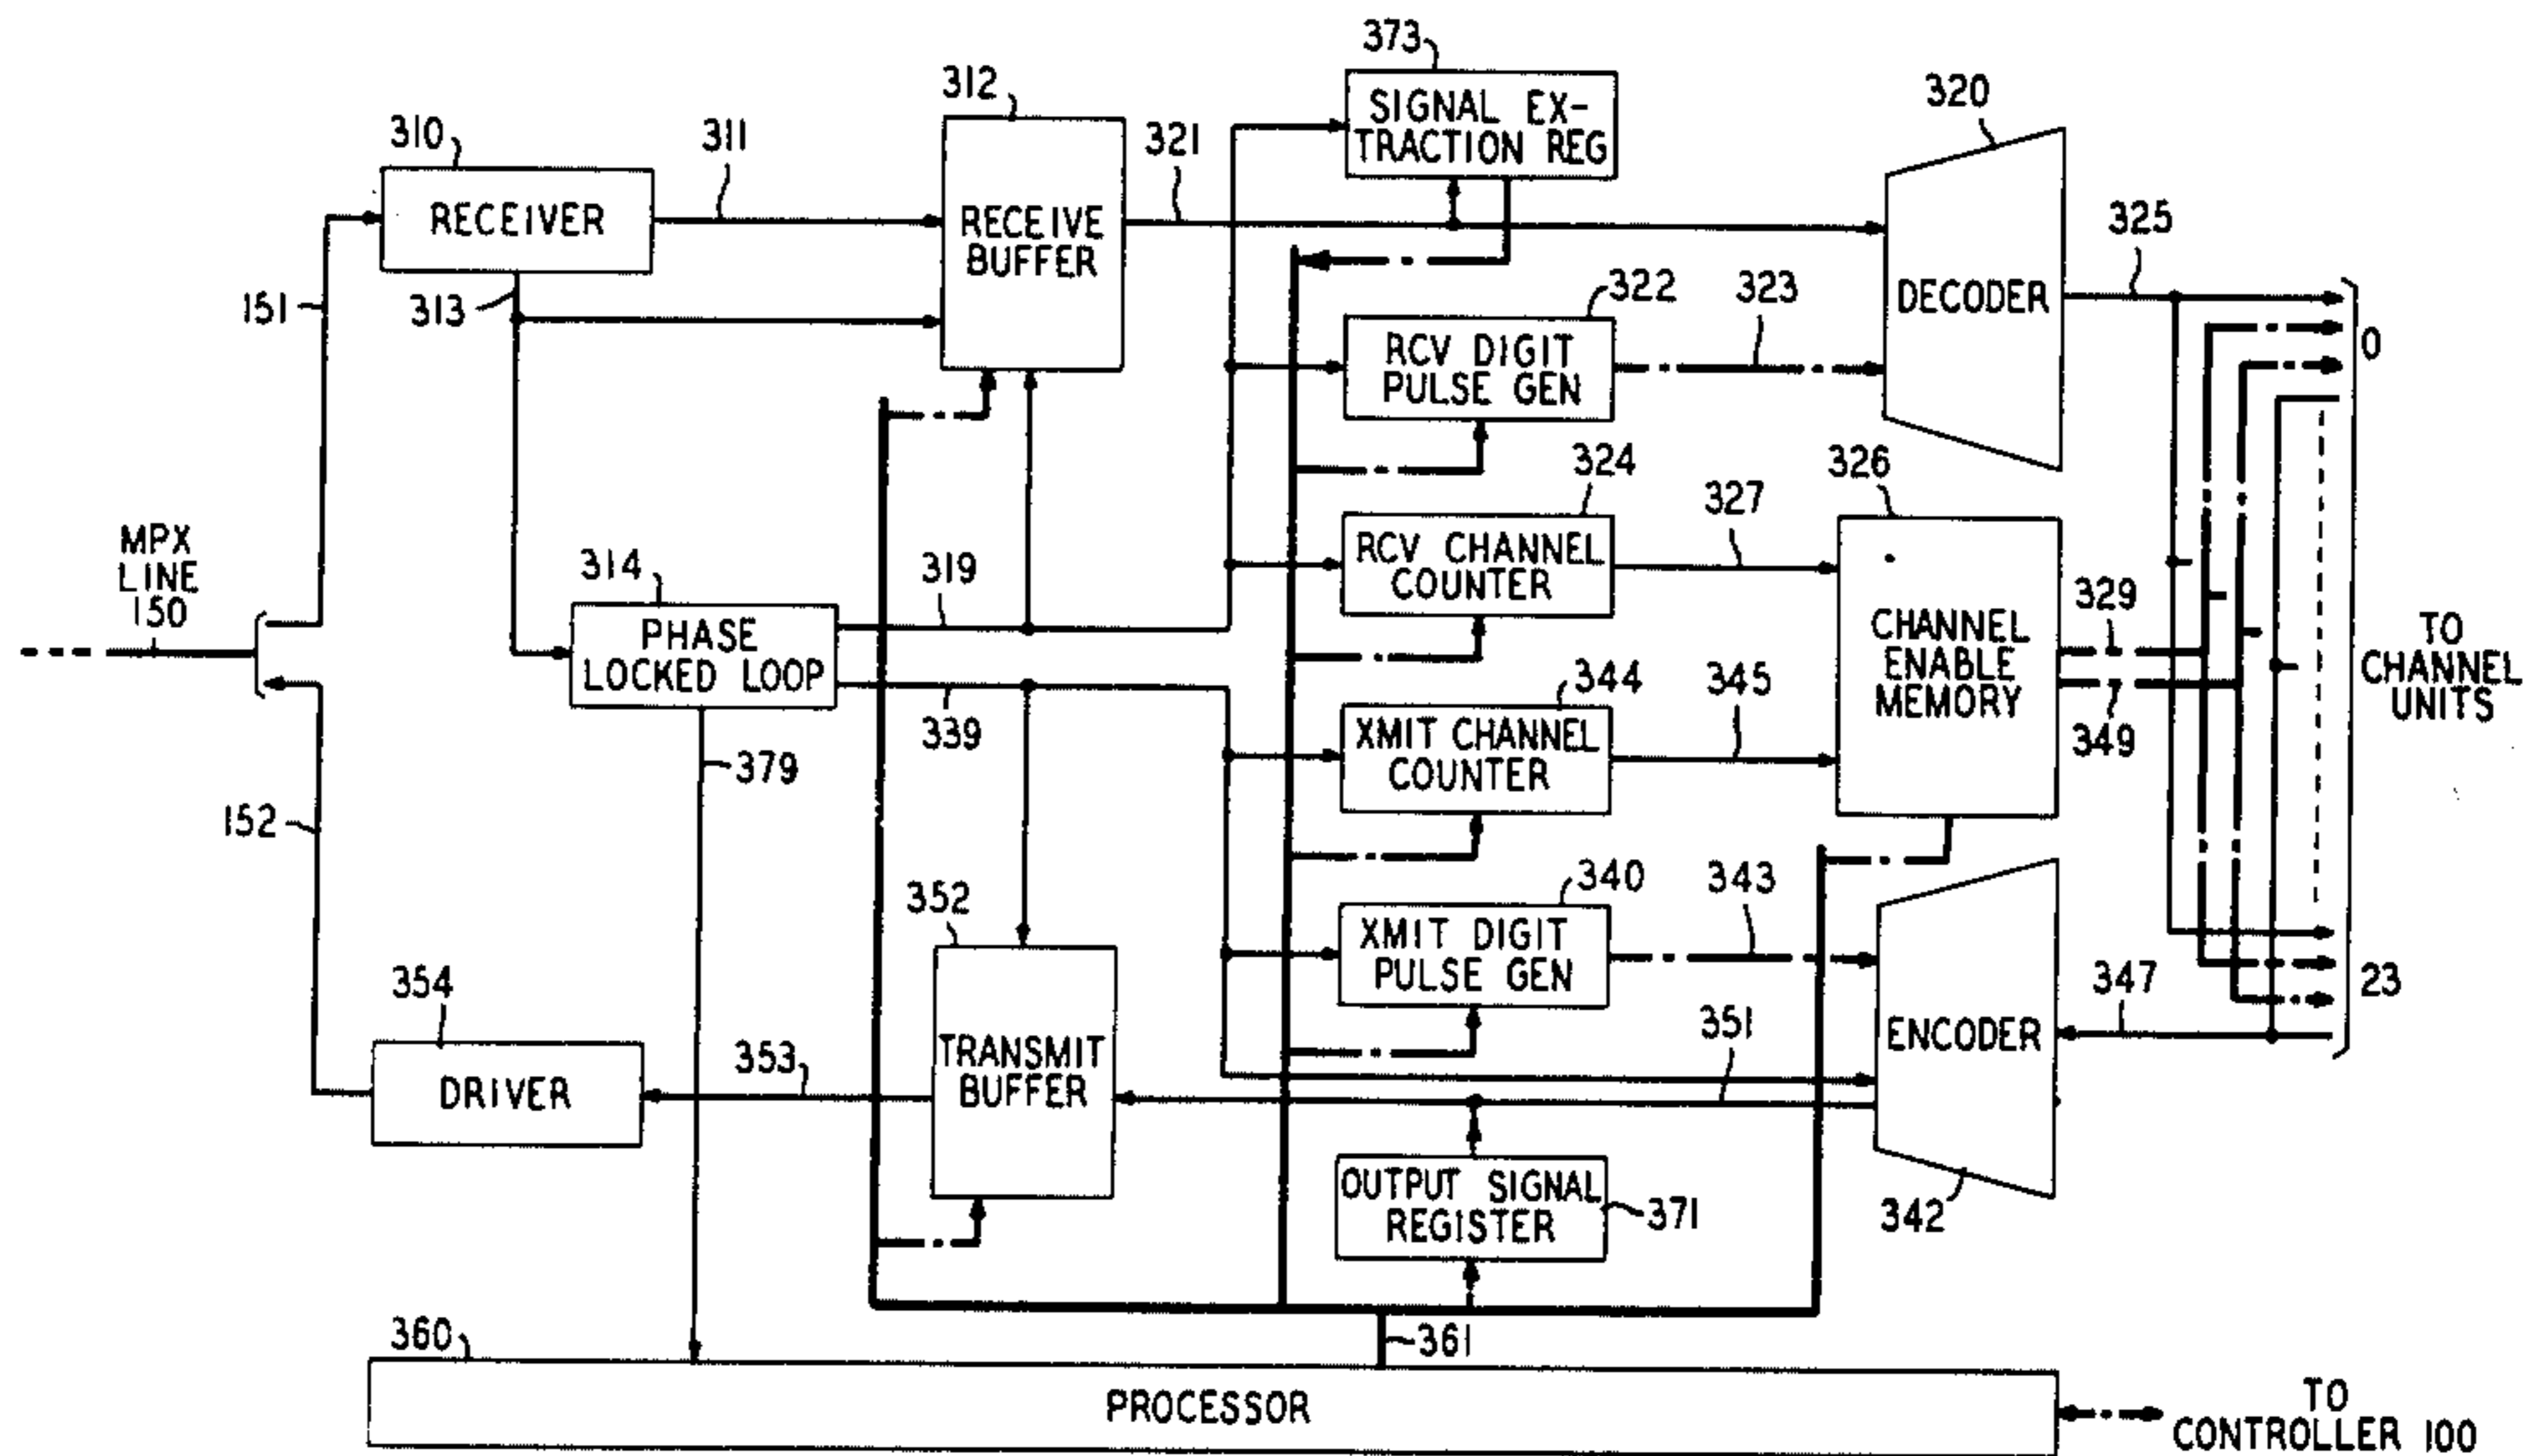 373
SIGNAL EX-
TRACTION REG
312
320
310
311
321
RECEIVER
RECEIVE
BUFFER
325
DECODER
151
313
322
323
RCV DIGIT
PULSE GEN
0
324
326
327
MPX
LINE
150
314
319
RCV CHANNEL
COUNTER
329
PHASE
LOCKED LOOP
CHANNEL
ENABLE
MEMORY
TO
CHANNEL
UNITS
344
345
349
339
XMIT CHANNEL
COUNTER
379
152
352
340
343
XMIT DIGIT
PULSE GEN
354
347
23
351
ENCODER
TRANSMIT
BUFFER
353
DRIVER
OUTPUT SIGNAL
REGISTER
371
342
360
361
PROCESSOR
TO
CONTROLLER 100